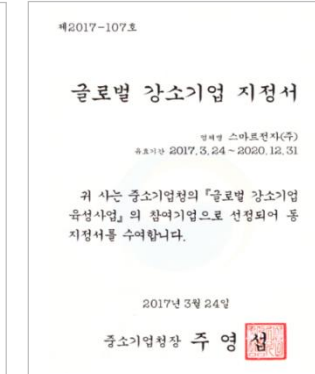 제2017-107호
글로벌 강소기업 지정서
업체명 스마르전자(주)
유효기간 2017. 3. 24 ~ 2020. 12. 31
귀 사는 중소기업청의 『글로벌 강소기업
육성사업』의 참여기업으로 선정되어 동
지정서를 수여합니다.
2017년 3월 24일
중소기업청장 주 영 섭